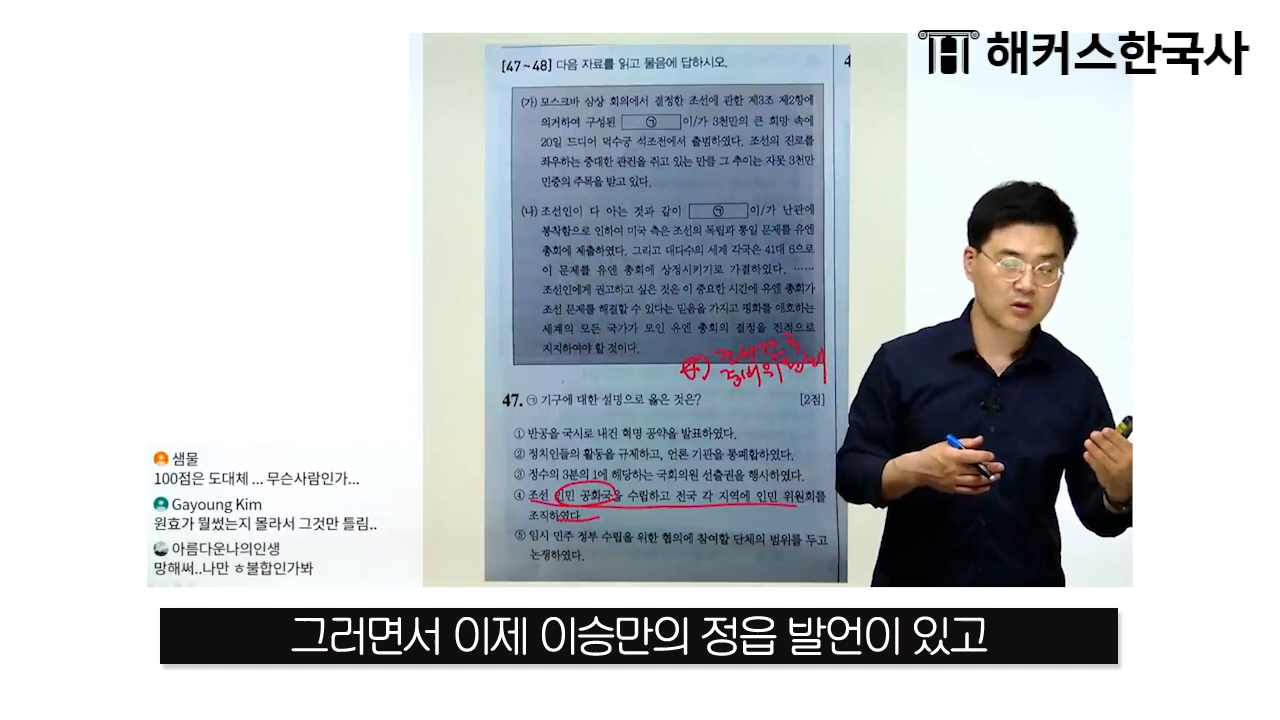 해커스한국사
[47~48] 다음 자료를 읽고 물음에 답하시오.
4
(가) 모스크바 삼상 회의에서 결정한 조선에 관한 제3조 제2항에
의거하여 구성된 ㉠ 이/가 3천만의 큰 희망 속에
20일 드디어 덕수궁 석조전에서 출범하였다. 조선의 진로를
좌우하는 중대한 관건을 쥐고 있는 만큼 그 추이는 자못 3천만
민중의 주목을 받고 있다.
(나) 조선인이 다 아는 것과 같이 ㉠ 이/가 난관에
봉착함으로 인하여 미국 측은 조선의 독립과 통일 문제를 유엔
총회에 제출하였다. 그리고 대다수의 세계 각국은 41대 6으로
이 문제를 유엔 총회에 상정시키기로 가결하였다. ……
조선인에게 권고하고 싶은 것은 이 중요한 시간에 유엔 총회가
조선 문제를 해결할 수 있다는 믿음을 가지고 평화를 애호하는
세계의 모든 국가가 모인 유엔 총회의 결정을 전적으로
지지하여야 할 것이다.
47. ㉠ 기구에 대한 설명으로 옳은 것은? [2점]
① 반공을 국시로 내건 혁명 공약을 발표하였다.
② 정치인들의 활동을 규제하고, 언론 기관을 통폐합하였다.
③ 정수의 3분의 1에 해당하는 국회의원 선출권을 행사하였다.
④ 조선 인민 공화국을 수립하고 전국 각 지역에 인민 위원회를
조직하였다.
⑤ 임시 민주 정부 수립을 위한 협의에 참여할 단체의 범위를 두고
논쟁하였다.
샘물
100점은 도대체 ... 무슨사람인가...
Gayoung Kim
원효가 뭘썼는지 몰라서 그것만 틀림..
아름다운나의인생
망해써..나만 ㅎ불합인가봐
그러면서 이제 이승만의 정읍 발언이 있고